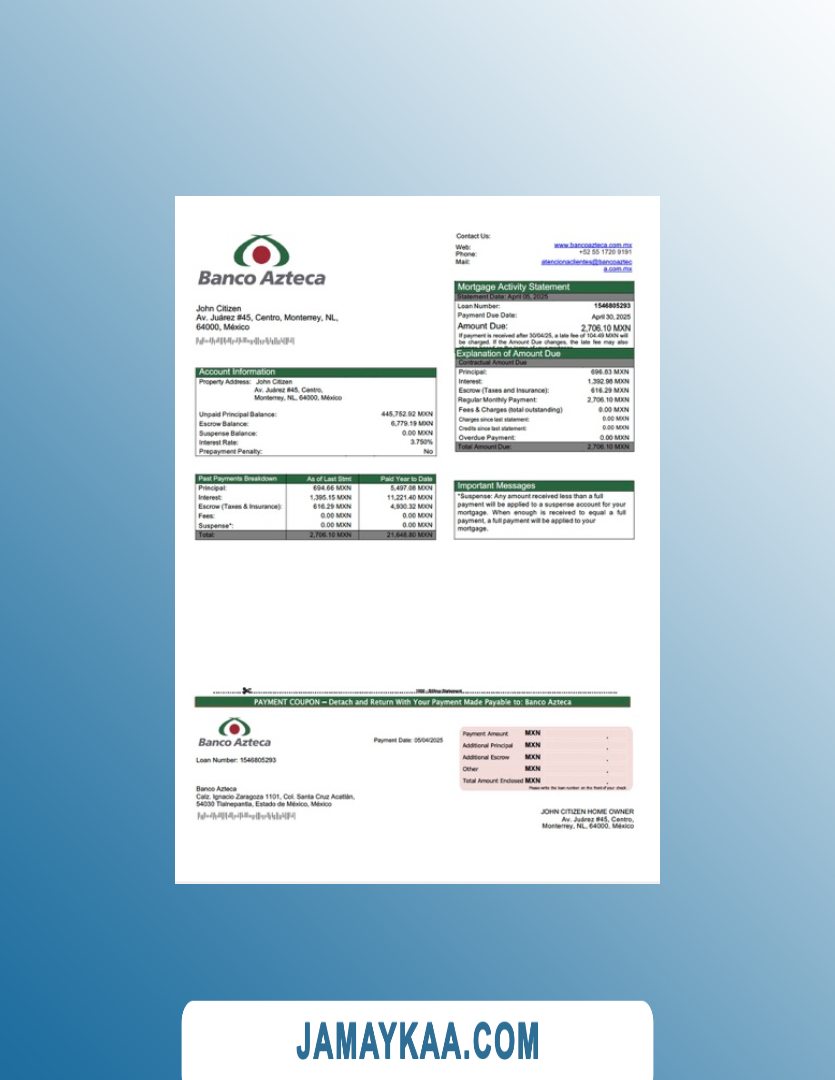 Banco Azteca
Contact Us:
Web: www.bancoazteca.com.mx
Phone: +52 55 1720 9191
Mail: atencionaclientes@bancoaztec
a.com.mx
John Citizen
Av. Juárez #45, Centro, Monterrey, NL,
64000, México
Mortgage Activity Statement
Statement Date: April 05, 2025
Loan Number: 1546805293
Payment Due Date: April 30, 2025
Amount Due: 2,706.10 MXN
If payment is received after 30/04/25, a late fee of 104.49 MXN will
be charged. If the Amount Due changes, the late fee may also
Explanation of Amount Due
Contractual Amount Due
Principal: 696.83 MXN
Interest: 1,392.98 MXN
Escrow (Taxes and Insurance): 616.29 MXN
Regular Monthly Payment: 2,706.10 MXN
Fees & Charges (total outstanding) 0.00 MXN
Charges since last statement: 0.00 MXN
Credits since last statement: 0.00 MXN
Overdue Payment: 0.00 MXN
Total Amount Due: 2,706.10 MXN
Account Information
Property Address: John Citizen
Av. Juárez #45, Centro,
Monterrey, NL, 64000, México
Unpaid Principal Balance: 445,752.92 MXN
Escrow Balance: 6,779.19 MXN
Suspense Balance: 0.00 MXN
Interest Rate: 3.750%
Prepayment Penalty: No
Past Payments Breakdown As of Last Stmt Paid Year to Date
Principal: 694.66 MXN 5,497.08 MXN
Interest: 1,395.15 MXN 11,221.40 MXN
Escrow (Taxes & Insurance): 616.29 MXN 4,930.32 MXN
Fees: 0.00 MXN 0.00 MXN
Suspense*: 0.00 MXN 0.00 MXN
Total: 2,706.10 MXN 21,648.80 MXN
Important Messages
*Suspense: Any amount received less than a full
payment will be applied to a suspense account for your
mortgage. When enough is received to equal a full
payment, a full payment will be applied to your
mortgage.
Billing Statement
PAYMENT COUPON – Detach and Return With Your Payment Made Payable to: Banco Azteca
Banco Azteca
Payment Date: 05/04/2025
Loan Number: 1546805293
Payment Amount MXN .
Additional Principal MXN .
Additional Escrow MXN .
Other MXN .
Total Amount Enclosed MXN .
Please write the loan number on the front of your check.
Banco Azteca
Calz. Ignacio Zaragoza 1101, Col. Santa Cruz Acatlán,
54030 Tlalnepantla, Estado de México, México
JOHN CITIZEN HOME OWNER
Av. Juárez #45, Centro,
Monterrey, NL, 64000, México
JAMAYKAA.COM